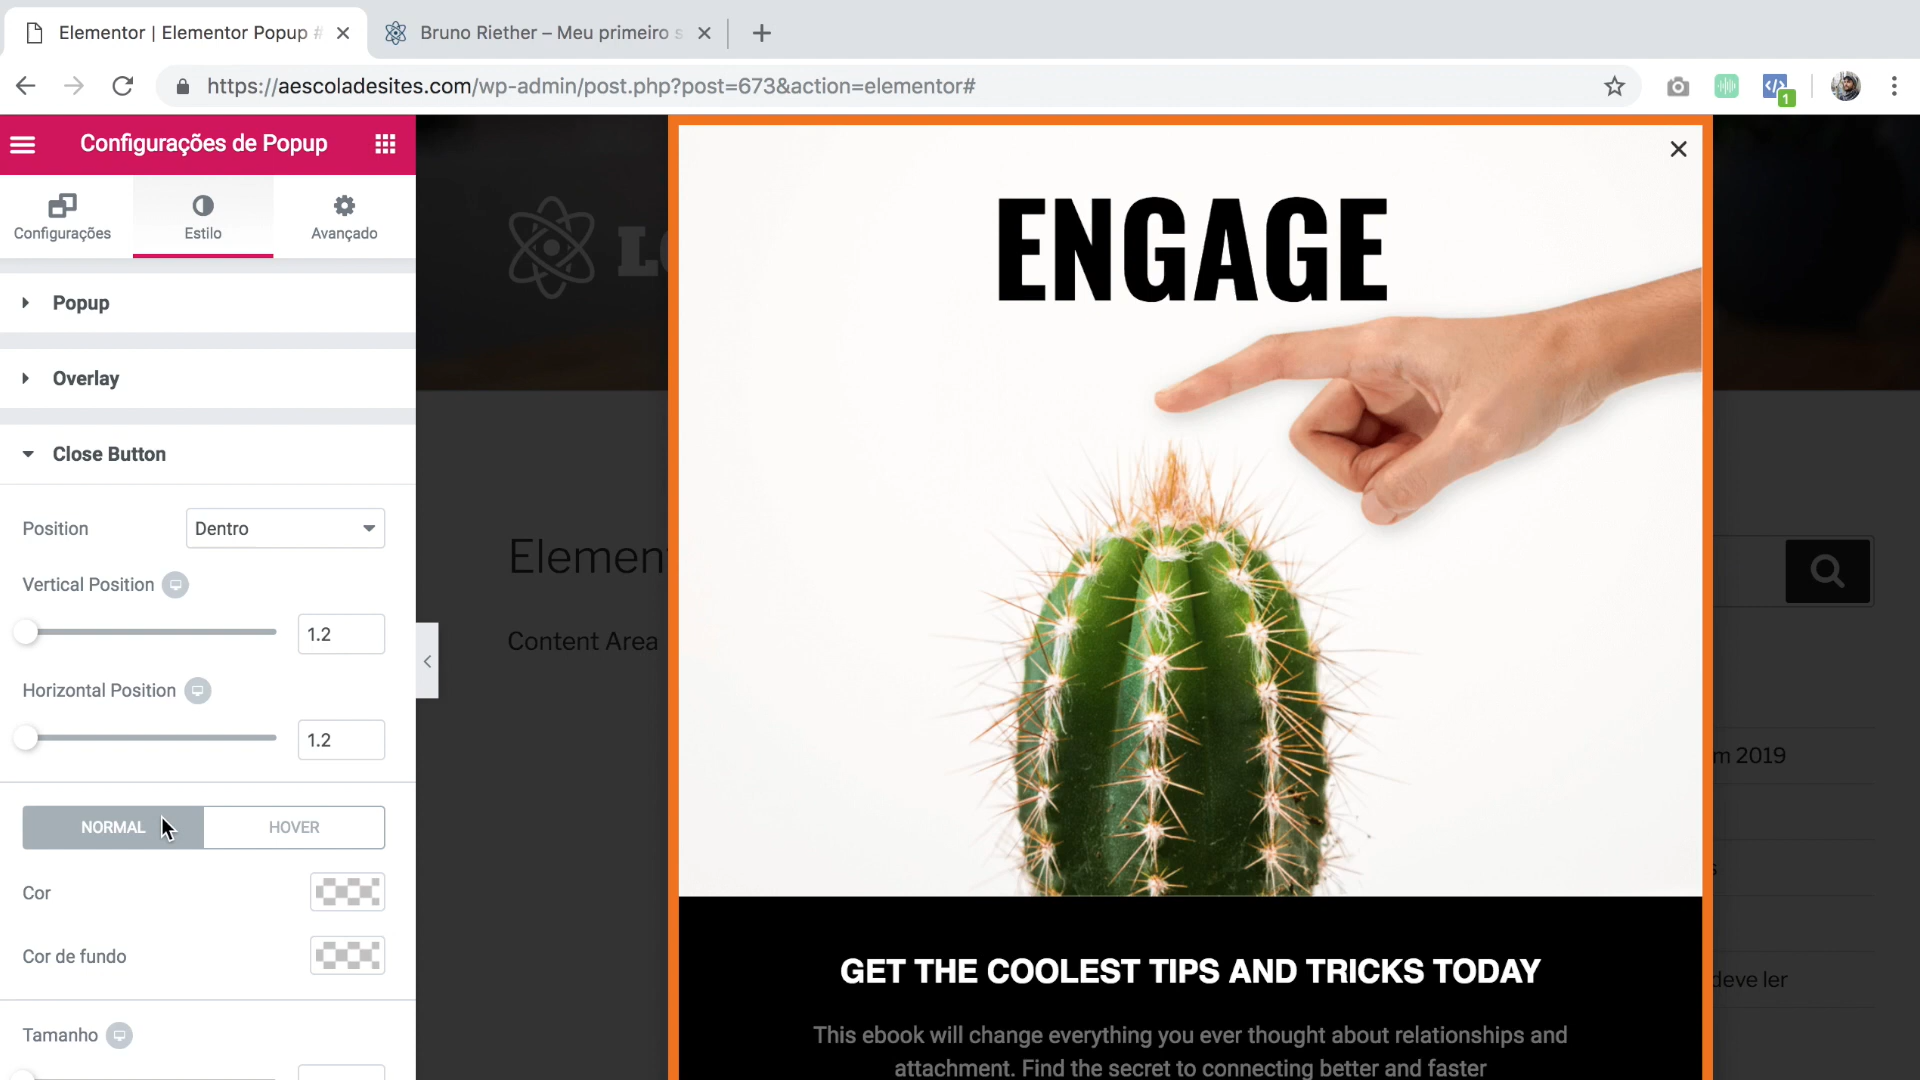 Elementor | Elementor Popup #
Bruno Riether – Meu primeiro s
https://aescoladesites.com/wp-admin/post.php?post=673&action=elementor#
1
Configurações de Popup
Configurações
Estilo
Avançado
Popup
Overlay
Close Button
Position
Dentro
Vertical Position
1.2
Horizontal Position
1.2
NORMAL
HOVER
Cor
Cor de fundo
Tamanho
LO
Element
Content Area
ENGAGE
GET THE COOLEST TIPS AND TRICKS TODAY
This ebook will change everything you ever thought about relationships and
attachment. Find the secret to connecting better and faster
m 2019
s
deve ler